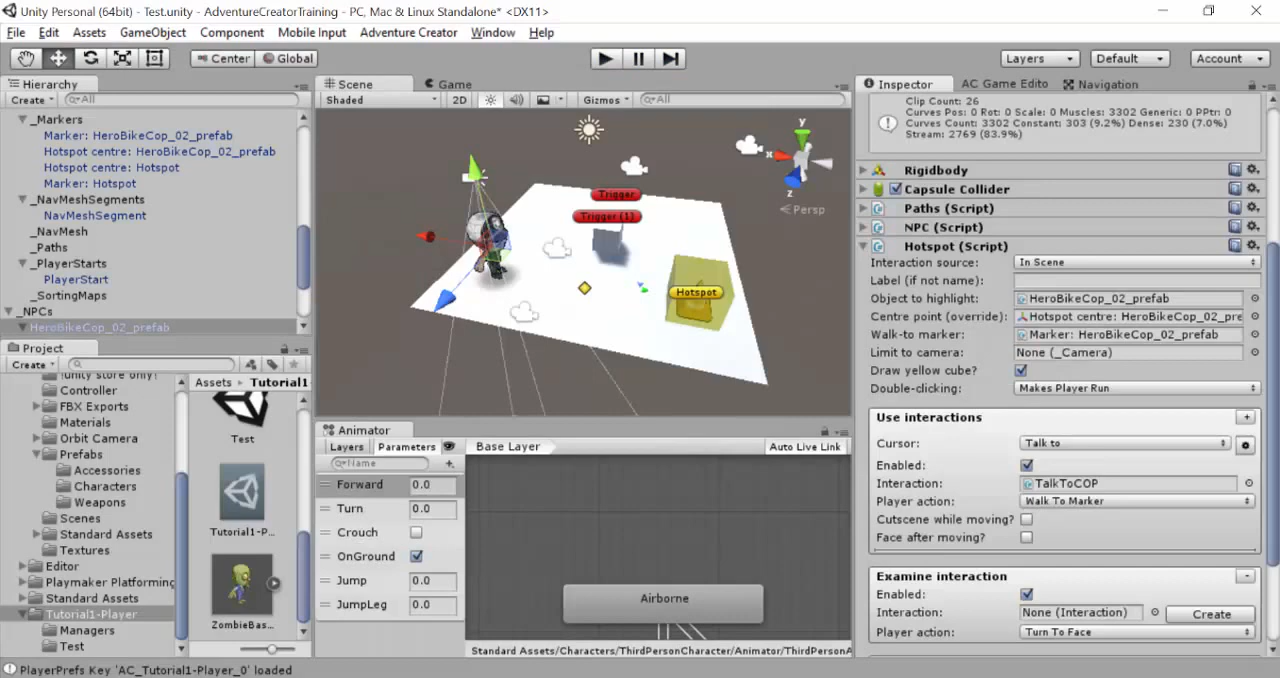 Unity Personal (64bit) - Test.unity - AdventureCreatorTraining - PC, Mac & Linux Standalone* <DX11>
File Edit Assets GameObject Component Mobile Input Adventure Creator Window Help
Center Global Layers Default Account
Hierarchy
Create All
_Markers
Marker: HeroBikeCop_02_prefab
Hotspot centre: HeroBikeCop_02_prefab
Hotspot centre: Hotspot
Marker: Hotspot
_NavMeshSegments
NavMeshSegment
_NavMesh
_Paths
_PlayerStarts
PlayerStart
_SortingMaps
_NPCs
HeroBikeCop_02_prefab
Project
Create
!unity store only!
Controller
FBX Exports
Materials
Orbit Camera
Prefabs
Accessories
Characters
Weapons
Scenes
Standard Assets
Textures
Editor
Playmaker Platforming
Standard Assets
Tutorial1-Player
Managers
Test
Assets Tutorial1
Test
Tutorial1-P...
ZombieBas...
Scene Game
Shaded 2D Gizmos All
y
x
z
Persp
Trigger
Trigger (1)
Hotspot
Animator
Layers Parameters Base Layer Auto Live Link
Name
Forward 0.0
Turn 0.0
Crouch
OnGround
Jump 0.0
JumpLeg 0.0
Airborne
Standard Assets/Characters/ThirdPersonCharacter/Animator/ThirdPersonA
Inspector AC Game Edito Navigation
Clip Count: 26
Curves Pos: 0 Rot: 0 Scale: 0 Muscles: 3302 Generic: 0 PPtr: 0
Curves Count: 3302 Constant: 303 (9.2%) Dense: 230 (7.0%)
Stream: 2769 (83.9%)
Rigidbody
Capsule Collider
Paths (Script)
NPC (Script)
Hotspot (Script)
Interaction source: In Scene
Label (if not name):
Object to highlight: HeroBikeCop_02_prefab
Centre point (override): Hotspot centre: HeroBikeCop_02_pre
Walk-to marker: Marker: HeroBikeCop_02_prefab
Limit to camera: None (_Camera)
Draw yellow cube?
Double-clicking: Makes Player Run
Use interactions +
Cursor: Talk to
Enabled:
Interaction: TalkToCOP
Player action: Walk To Marker
Cutscene while moving?
Face after moving?
Examine interaction -
Enabled:
Interaction: None (Interaction) Create
Player action: Turn To Face
PlayerPrefs Key 'AC_Tutorial1-Player_0' loaded